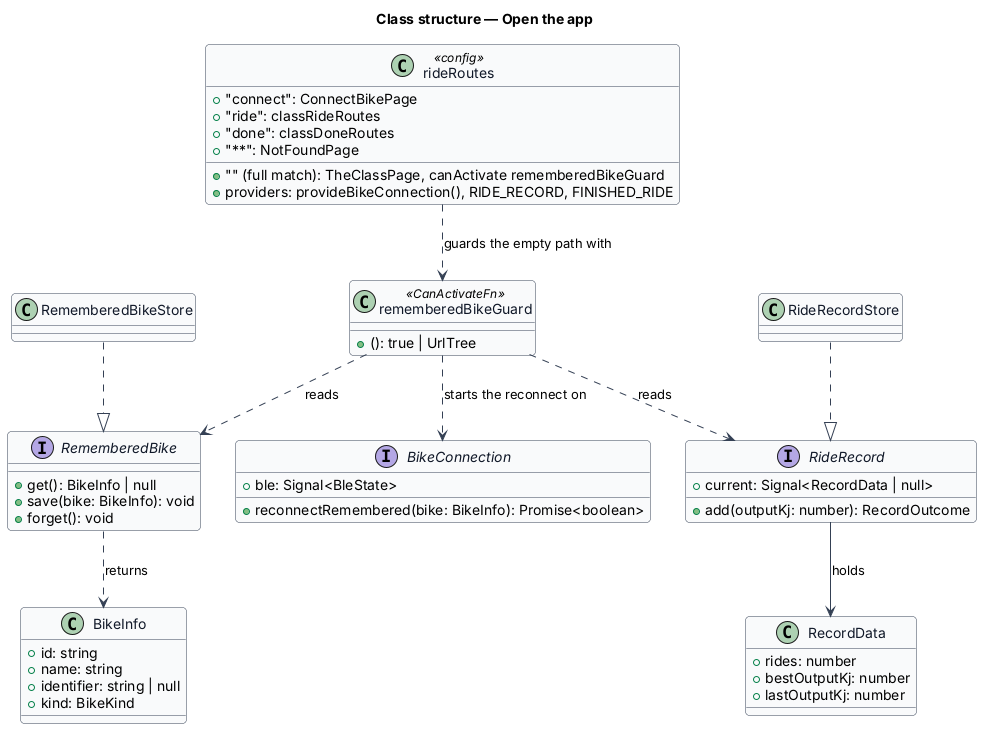 Class structure — Open the app
C
«config»
rideRoutes
"connect": ConnectBikePage
"ride": classRideRoutes
"done": classDoneRoutes
"**": NotFoundPage
"" (full match): TheClassPage, canActivate rememberedBikeGuard
providers: provideBikeConnection(), RIDE_RECORD, FINISHED_RIDE
guards the empty path with
C RememberedBikeStore
C
«CanActivateFn»
rememberedBikeGuard
(): true | UrlTree
C RideRecordStore
reads
starts the reconnect on
reads
I RememberedBike
get(): BikeInfo | null
save(bike: BikeInfo): void
forget(): void
I BikeConnection
ble: Signal<BleState>
reconnectRemembered(bike: BikeInfo): Promise<boolean>
I RideRecord
current: Signal<RecordData | null>
add(outputKj: number): RecordOutcome
returns
holds
C BikeInfo
id: string
name: string
identifier: string | null
kind: BikeKind
C RecordData
rides: number
bestOutputKj: number
lastOutputKj: number